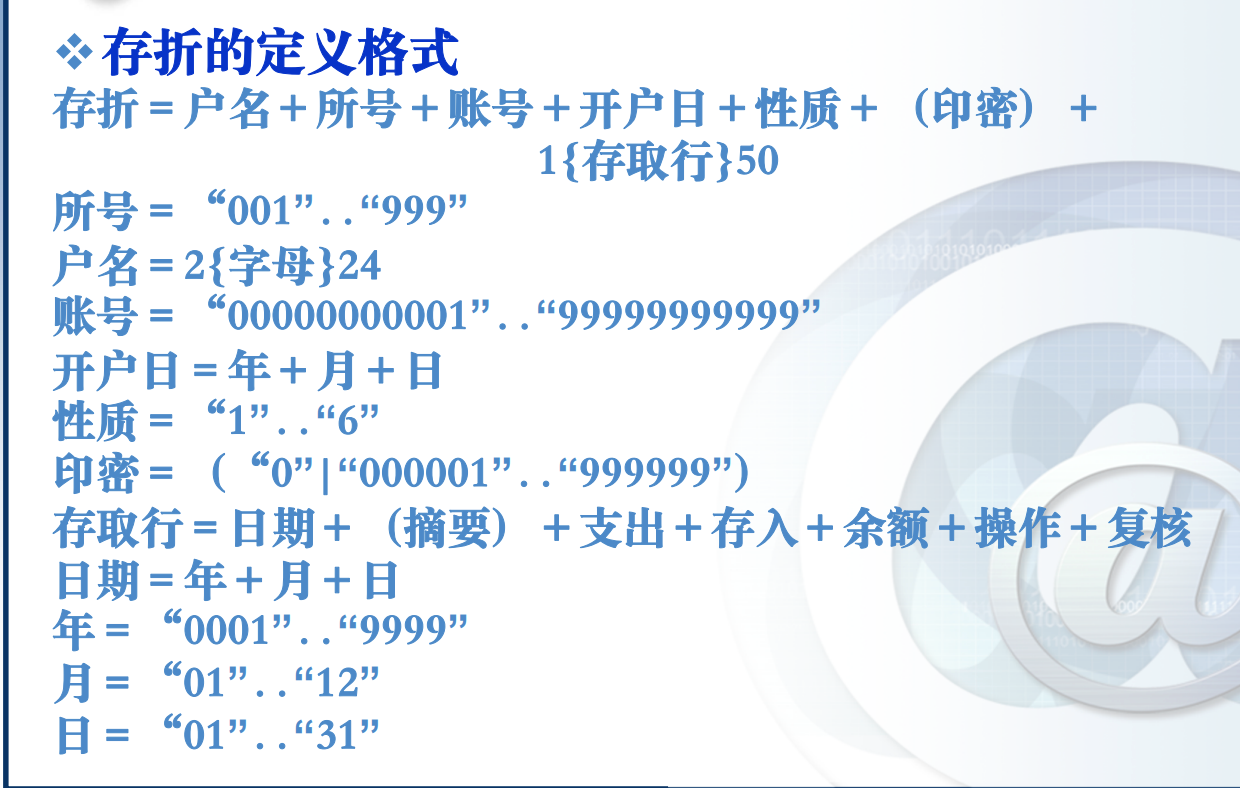 ❖存折的定义格式
存折＝户名＋所号＋账号＋开户日＋性质＋（印密）＋
1{存取行}50
所号＝“001”..“999”
户名＝2{字母}24
账号＝“00000000001”..“99999999999”
开户日＝年＋月＋日
性质＝“1”..“6”
印密＝（“0”|“000001”..“999999”)
存取行＝日期＋（摘要）＋支出＋存入＋余额＋操作＋复核
日期＝年＋月＋日
年＝“0001”..“9999”
月＝“01”..“12”
日＝“01”..“31”